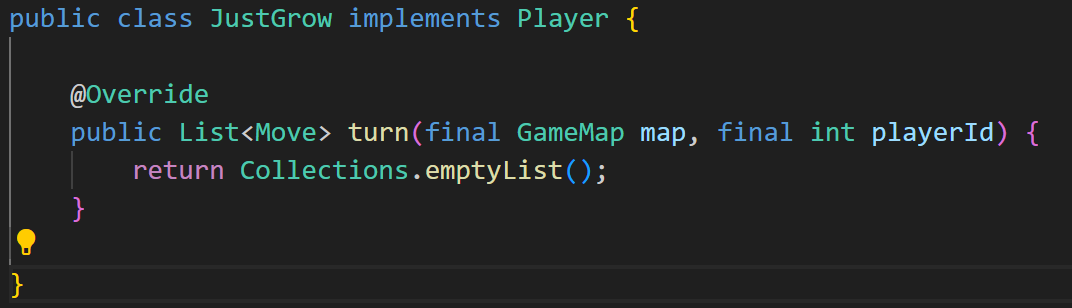 public class JustGrow implements Player {
@Override
public List<Move> turn(final GameMap map, final int playerId) {
return Collections.emptyList();
}
}